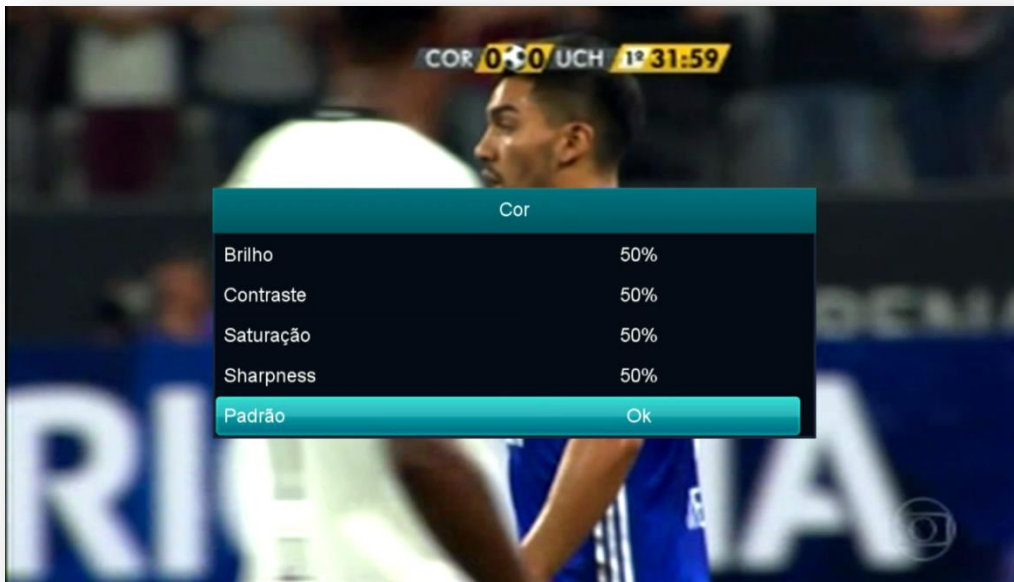 COR 0 0 UCH 1º 31:59
Cor
Brilho 50%
Contraste 50%
Saturação 50%
Sharpness 50%
Padrão Ok